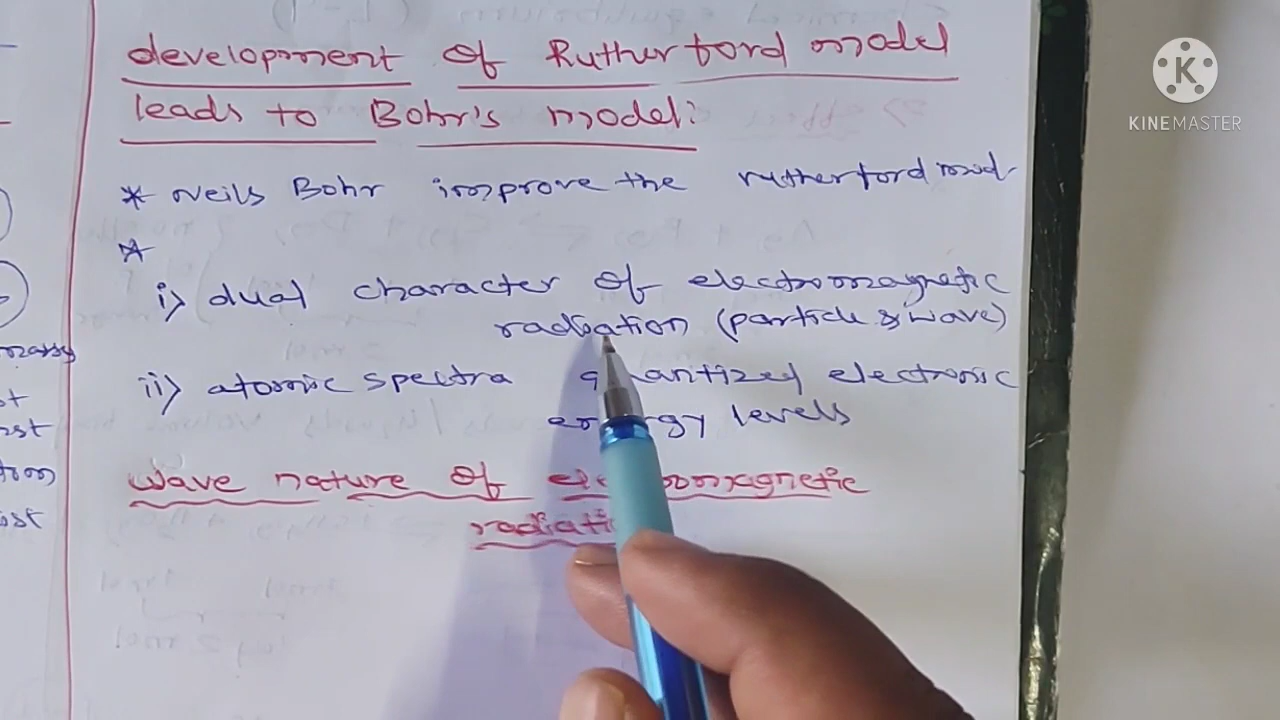 development of Rutherford model
leads to Bohr's model:
* Neils Bohr improve the rutherford mod-
*
i) dual character of electromagnetic
radiation (particle & wave)
ii) atomic spectra quantized electronic
energy levels
wave nature of electromagnetic
radiati
KINEMASTER
mass